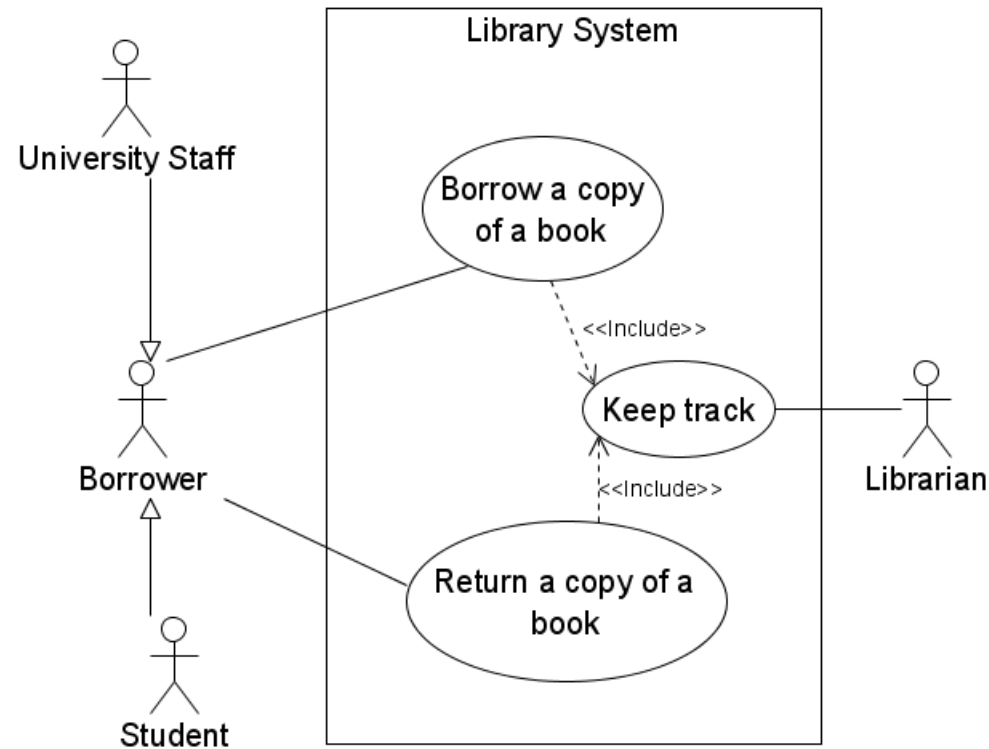 Library System
University Staff
Borrow a copy
of a book
<<Include>>
Keep track
Borrower
Librarian
<<Include>>
Return a copy of a
book
Student